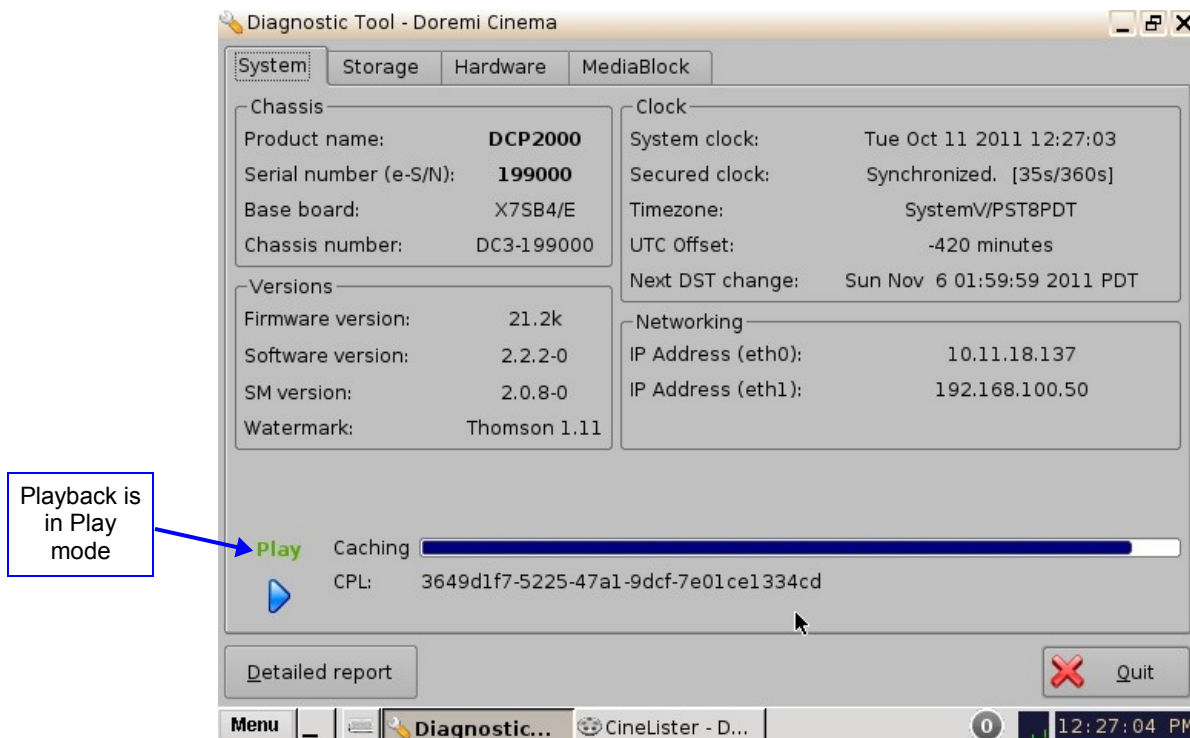 Diagnostic Tool - Doremi Cinema
System Storage Hardware MediaBlock
Chassis
Product name: DCP2000
Serial number (e-S/N): 199000
Base board: X7SB4/E
Chassis number: DC3-199000
Versions
Firmware version: 21.2k
Software version: 2.2.2-0
SM version: 2.0.8-0
Watermark: Thomson 1.11
Clock
System clock: Tue Oct 11 2011 12:27:03
Secured clock: Synchronized. [35s/360s]
Timezone: SystemV/PST8PDT
UTC Offset: -420 minutes
Next DST change: Sun Nov 6 01:59:59 2011 PDT
Networking
IP Address (eth0): 10.11.18.137
IP Address (eth1): 192.168.100.50
Playback is
in Play
mode
Play Caching
CPL: 3649d1f7-5225-47a1-9dcf-7e01ce1334cd
Detailed report Quit
Menu Diagnostic... CineLister - D... 0 12:27:04 PM